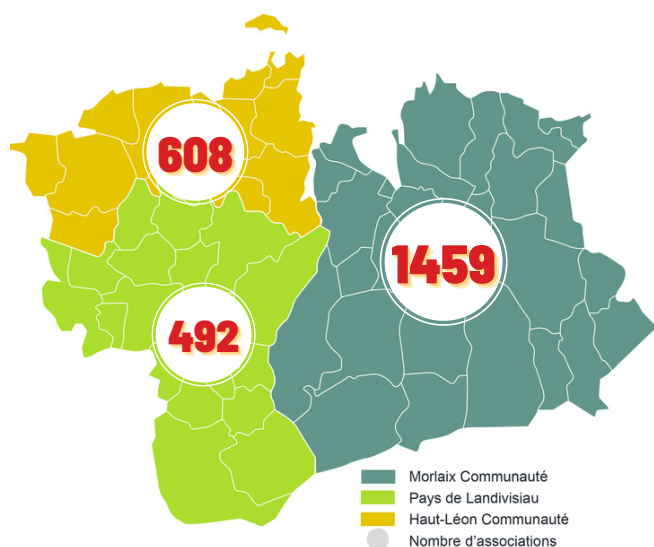 608
1459
492
Morlaix Communauté
Pays de Landivisiau
Haut-Léon Communauté
Nombre d'associations